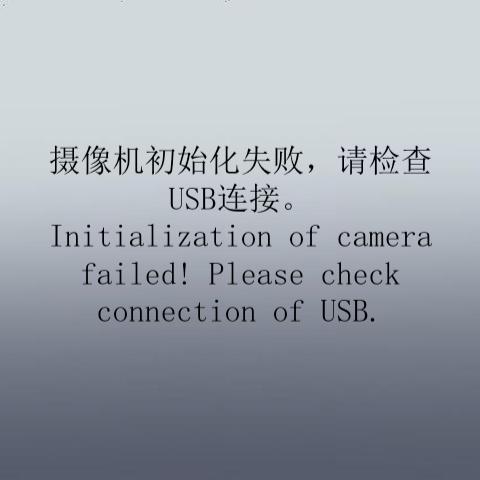 摄像机初始化失败，请检查
USB连接。
Initialization of camera
failed! Please check
connection of USB.